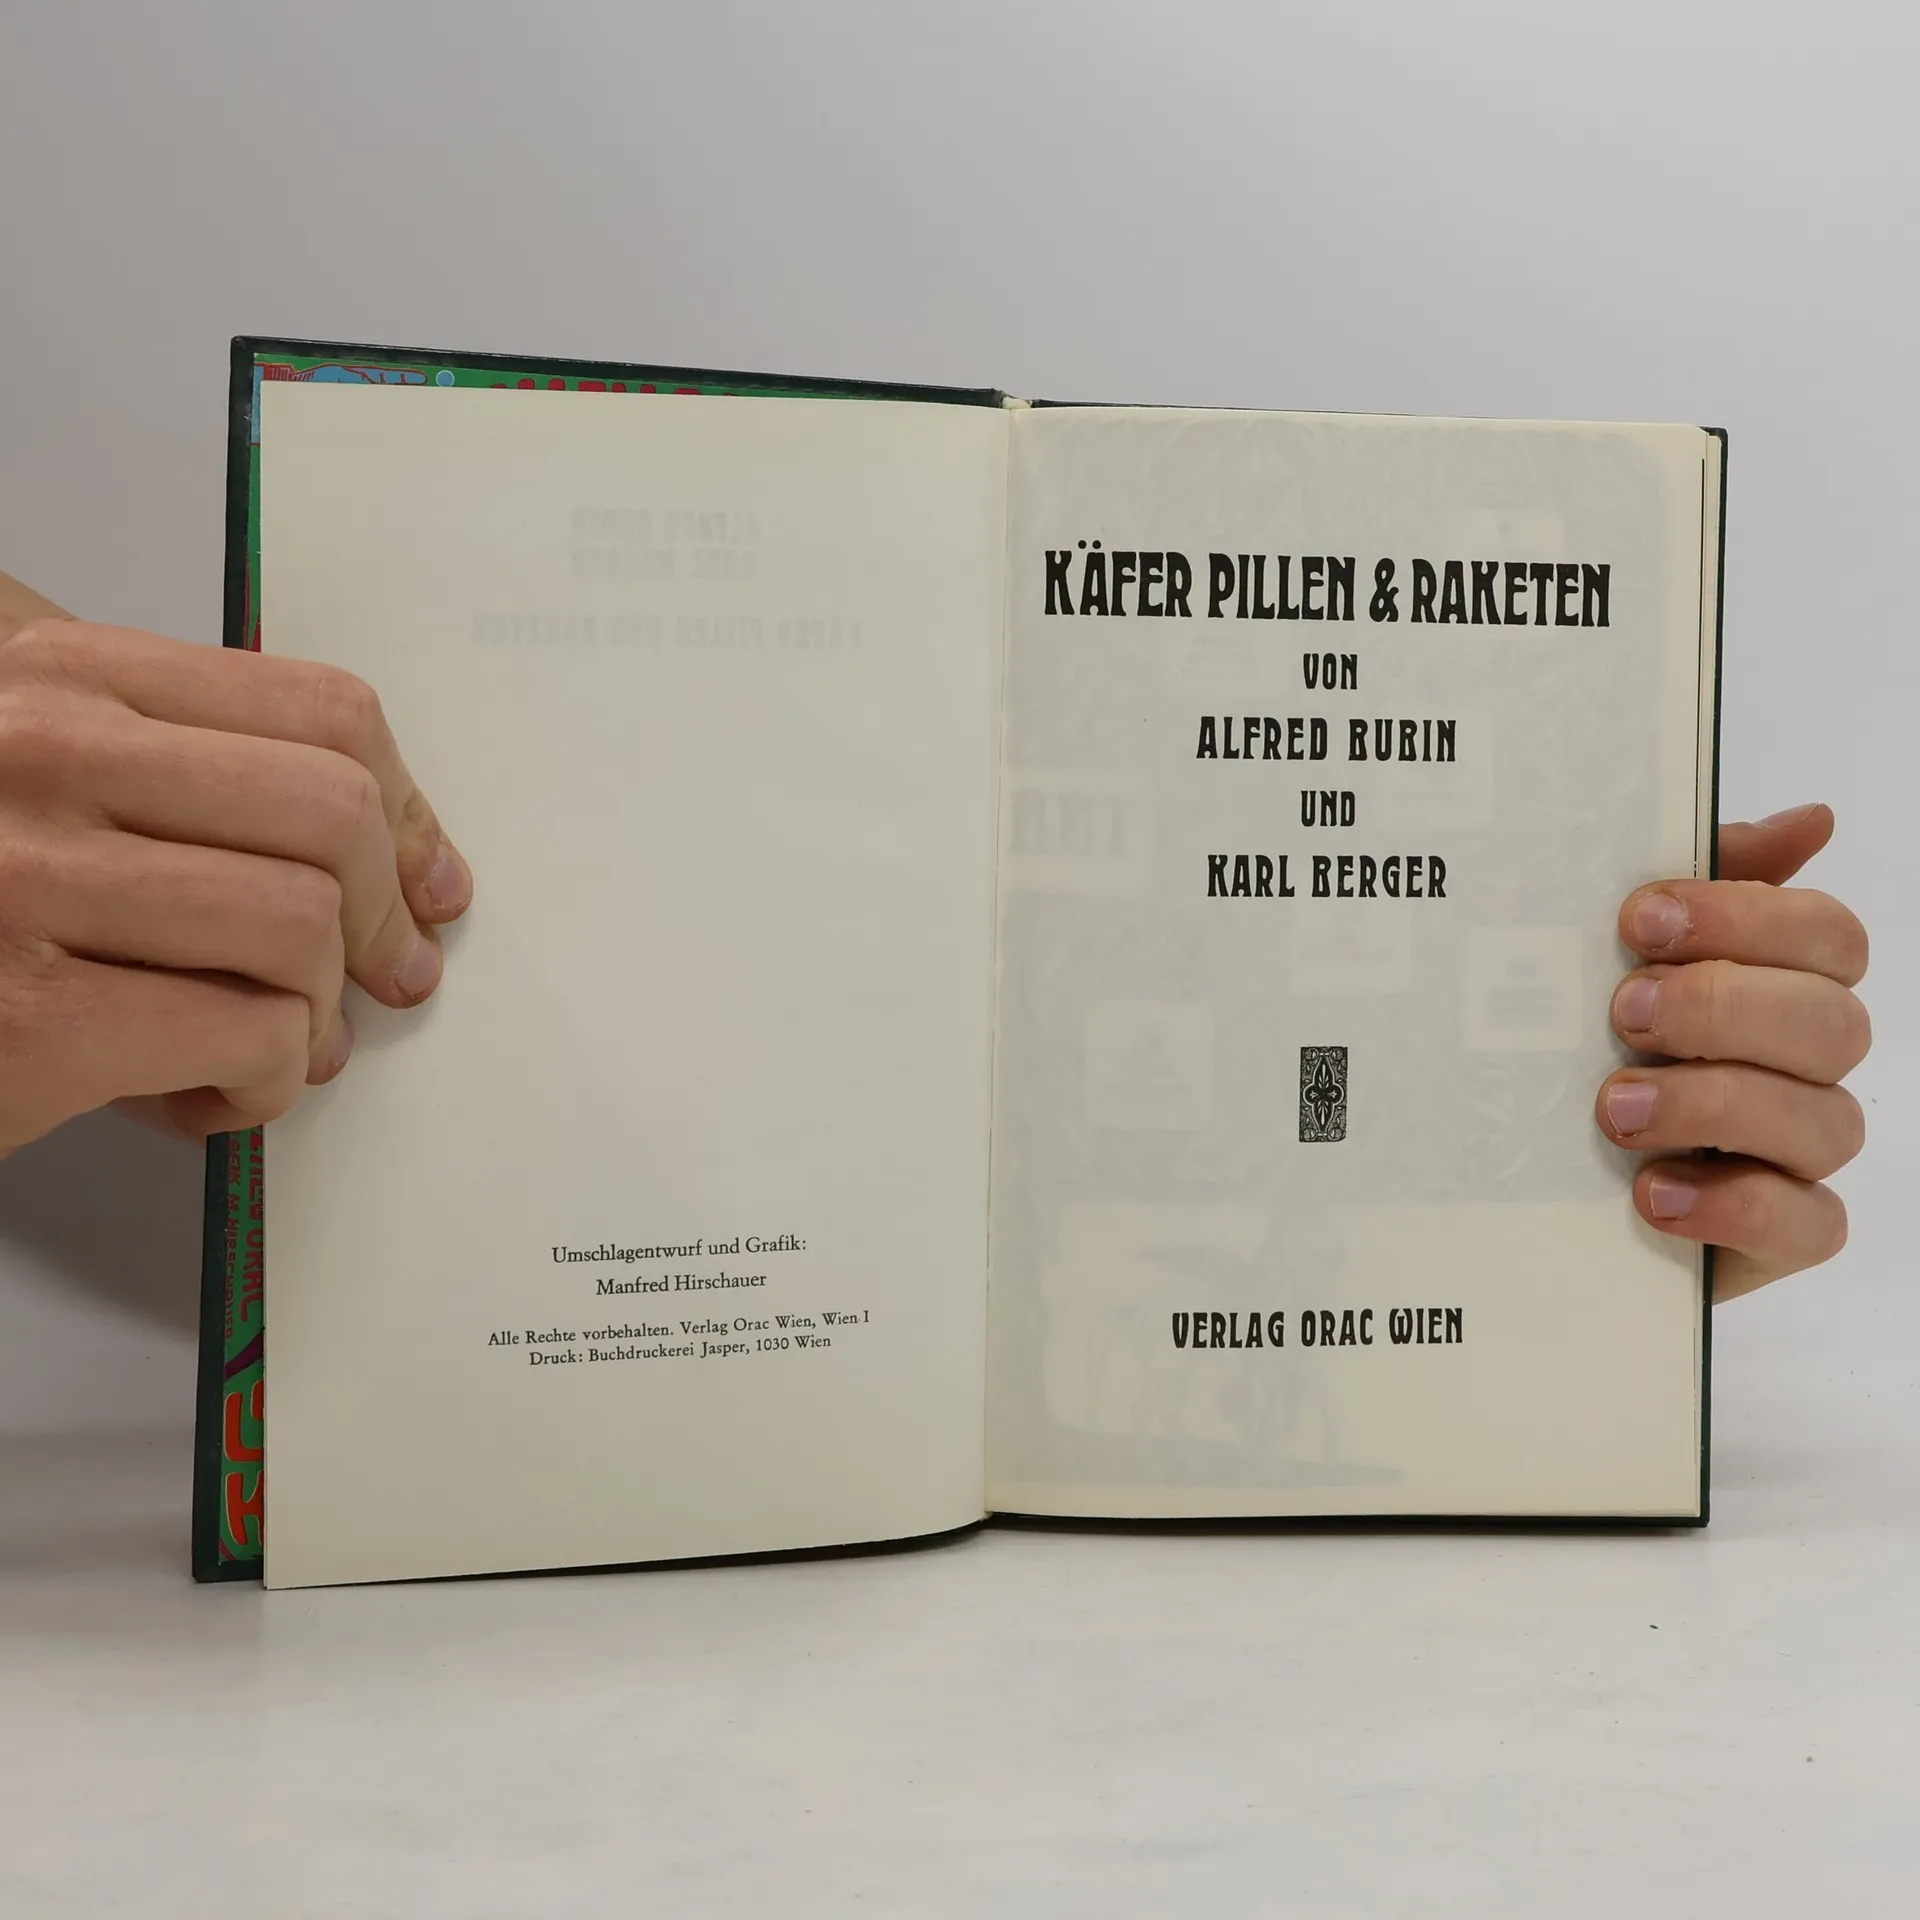 Umschlagentwurf und Grafik:
Manfred Hirschauer
Alle Rechte vorbehalten. Verlag Orac Wien, Wien I
Druck: Buchdruckerei Jasper, 1030 Wien
KÄFER PILLEN & RAKETEN
VON
ALFRED BUBIN
UND
KARL BERGER
VERLAG ORAC WIEN